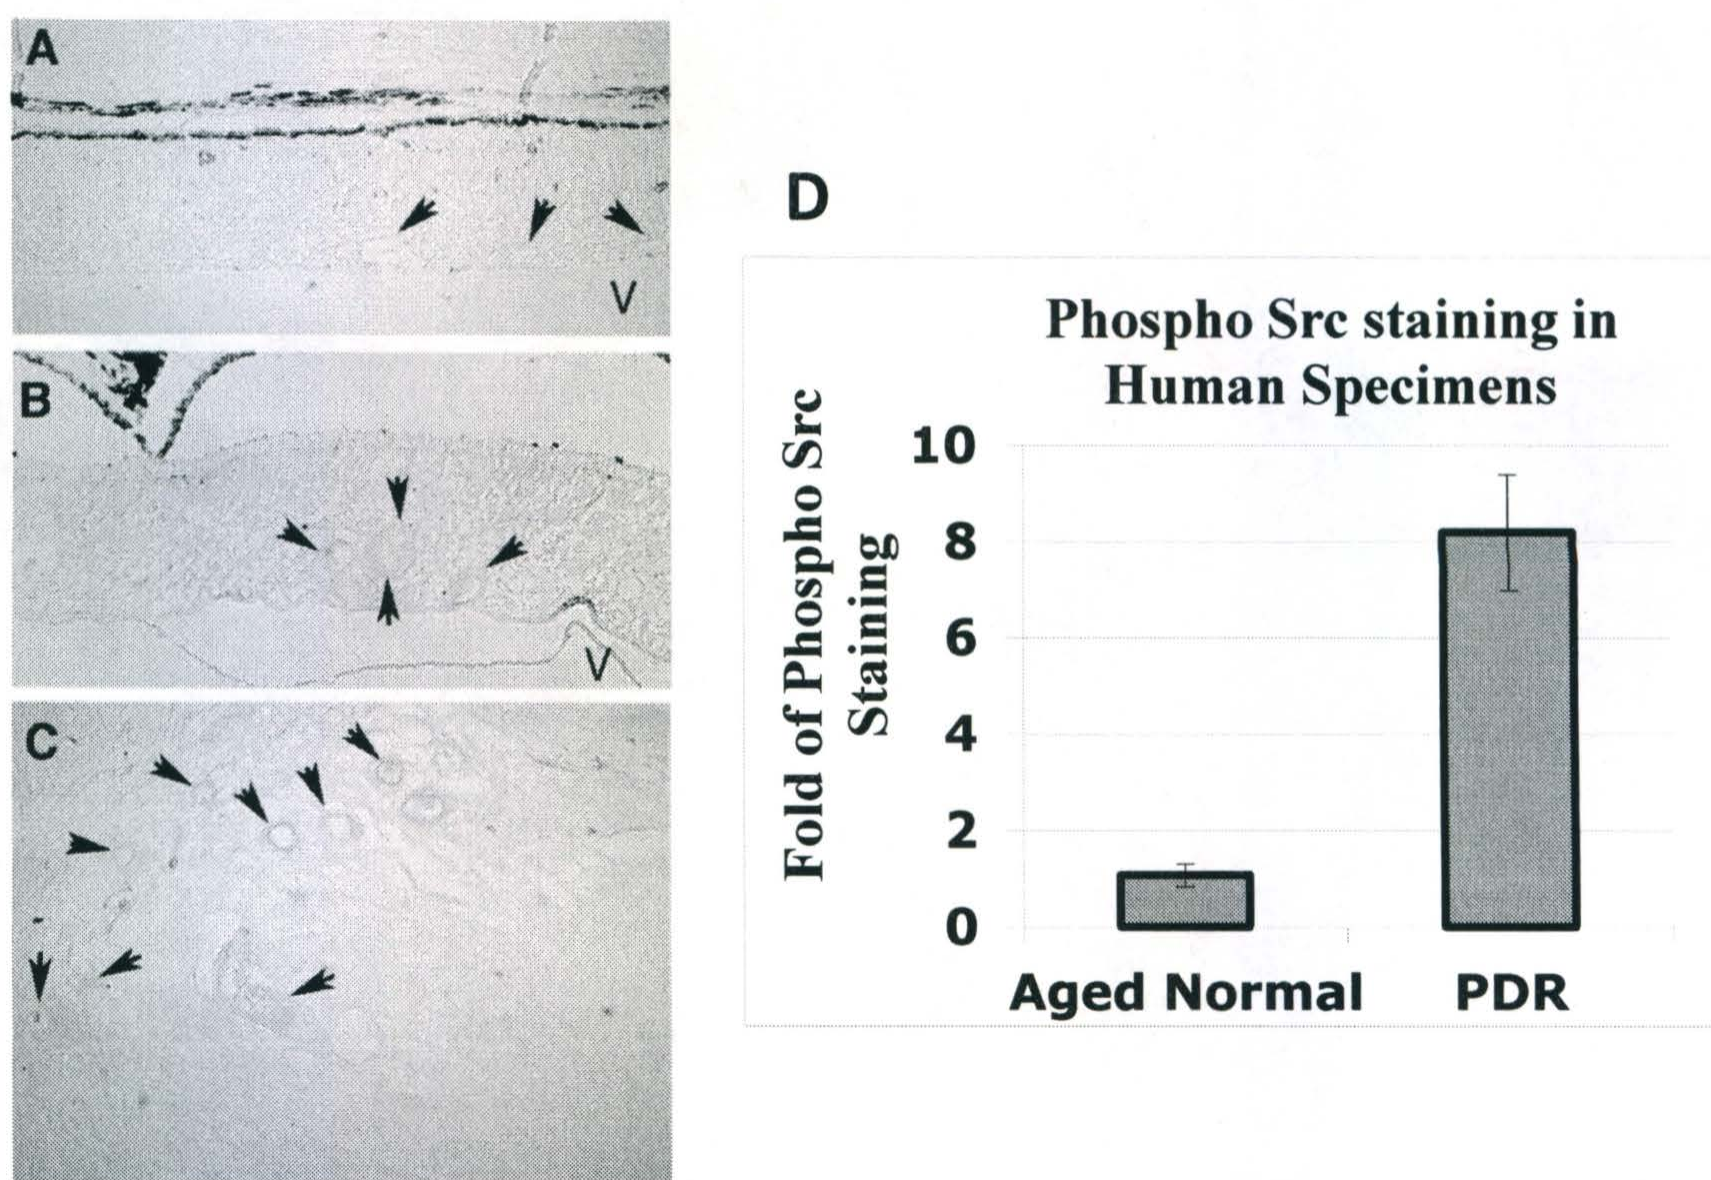 A
V
B
V
C
D
Phospho Src staining in
Human Specimens
Fold of Phospho Src
Staining
10
8
6
4
2
0
Aged Normal
PDR